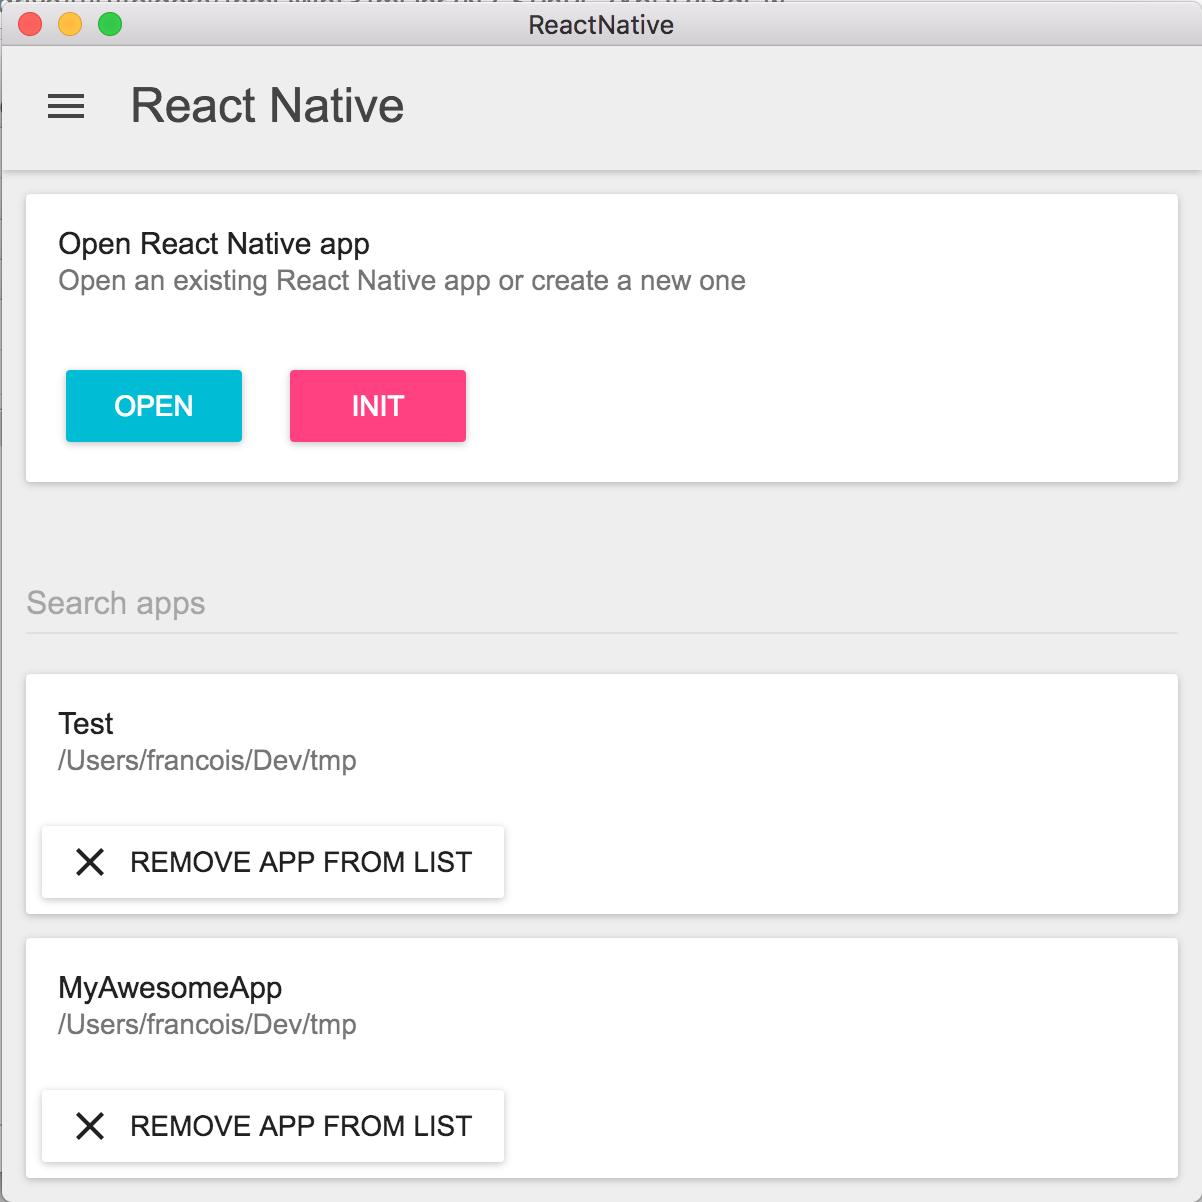 ReactNative
React Native
Open React Native app
Open an existing React Native app or create a new one
OPEN INIT
Search apps
Test
/Users/francois/Dev/tmp
REMOVE APP FROM LIST
MyAwesomeApp
/Users/francois/Dev/tmp
REMOVE APP FROM LIST